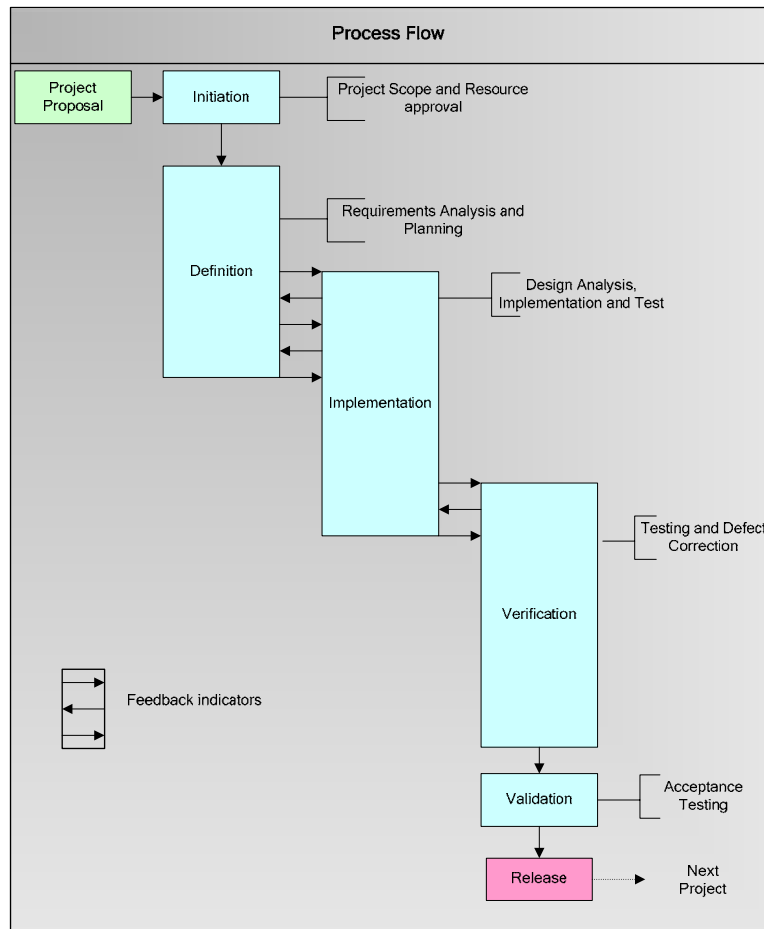 Process Flow
Project
Proposal
Initiation
Project Scope and Resource
approval
Requirements Analysis and
Planning
Definition
Design Analysis,
Implementation and Test
Implementation
Testing and Defect
Correction
Verification
Feedback indicators
Validation
Acceptance
Testing
Release
Next
Project